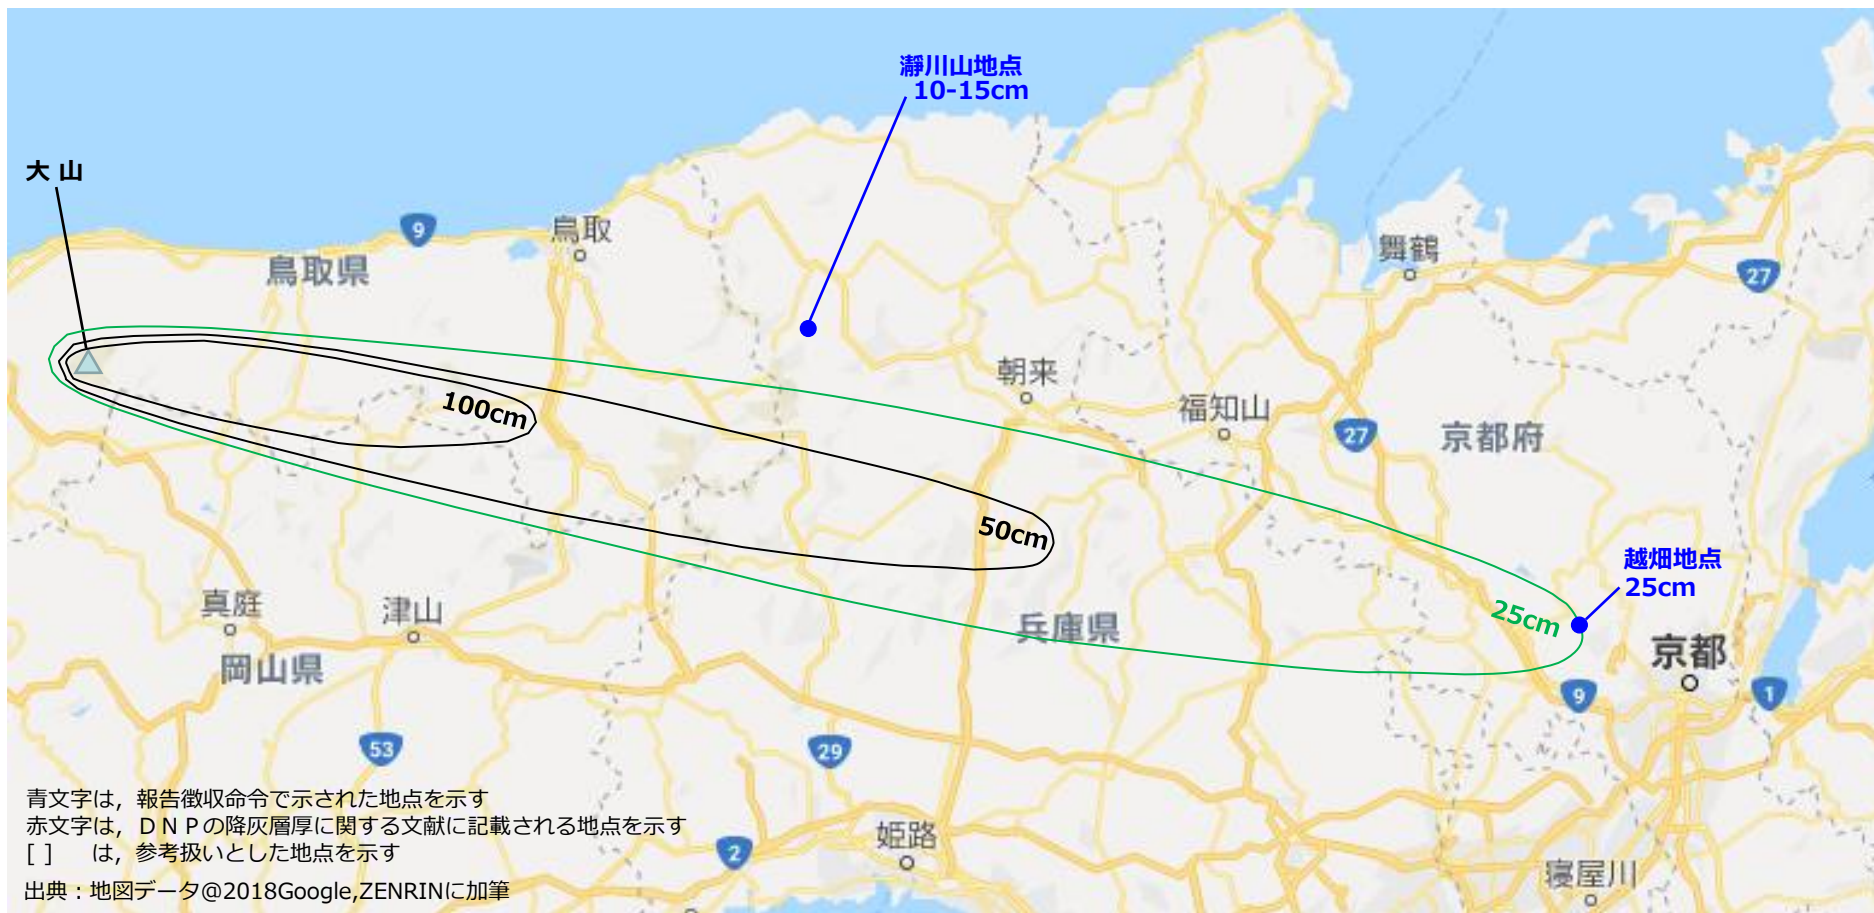 瀞川山地点
10-15cm
大山
9
鳥取
鳥取県
舞鶴
27
朝来
福知山
100cm
27
京都府
50cm
越畑地点
25cm
25cm
真庭
津山
兵庫県
京都
岡山県
9
1
53
29
青文字は，報告徴収命令で示された地点を示す
赤文字は，ＤＮＰの降灰層厚に関する文献に記載される地点を示す
[ ]　は，参考扱いとした地点を示す
2
姫路
寝屋川
出典：地図データ@2018Google,ZENRINに加筆